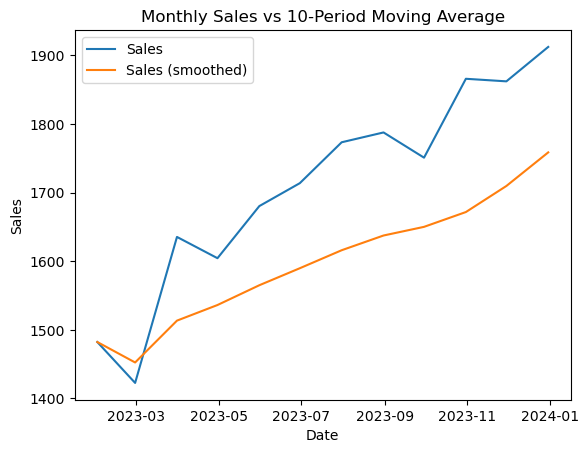 Monthly Sales vs 10-Period Moving Average
Sales
Sales (smoothed)
1900
1800
1700
1600
1500
1400
Sales
2023-03 2023-05 2023-07 2023-09 2023-11 2024-01
Date